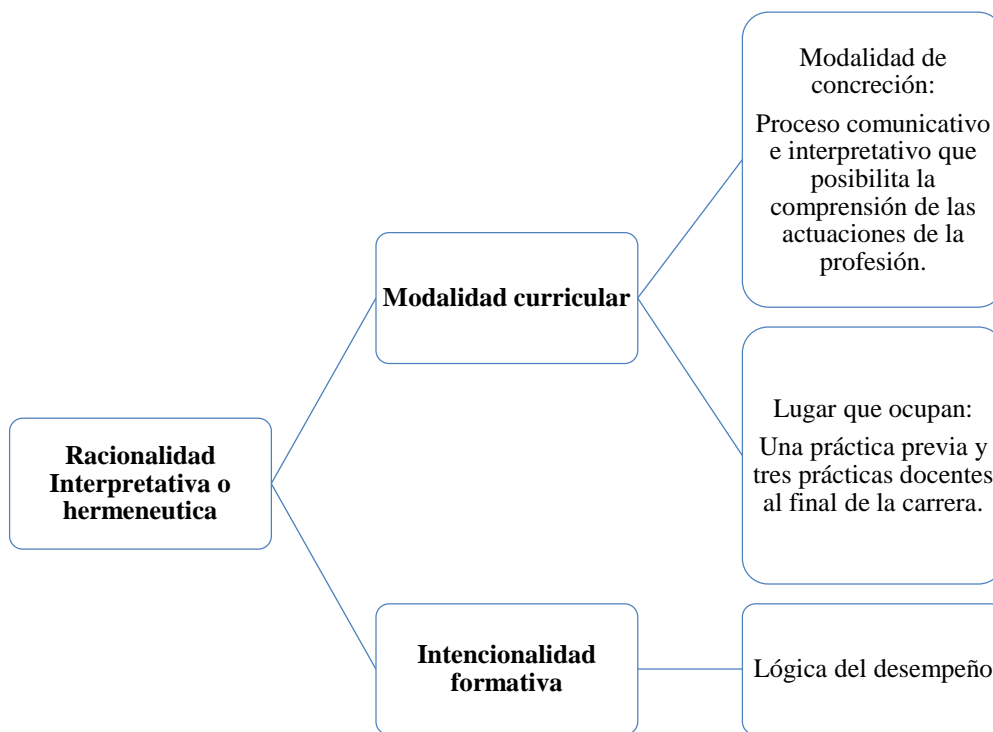 Racionalidad
Interpretativa o
hermeneutica
Modalidad curricular
Modalidad de
concreción:
Proceso comunicativo
e interpretativo que
posibilita la
comprensión de las
actuaciones de la
profesión.
Lugar que ocupan:
Una práctica previa y
tres prácticas docentes
al final de la carrera.
Intencionalidad
formativa
Lógica del desempeño